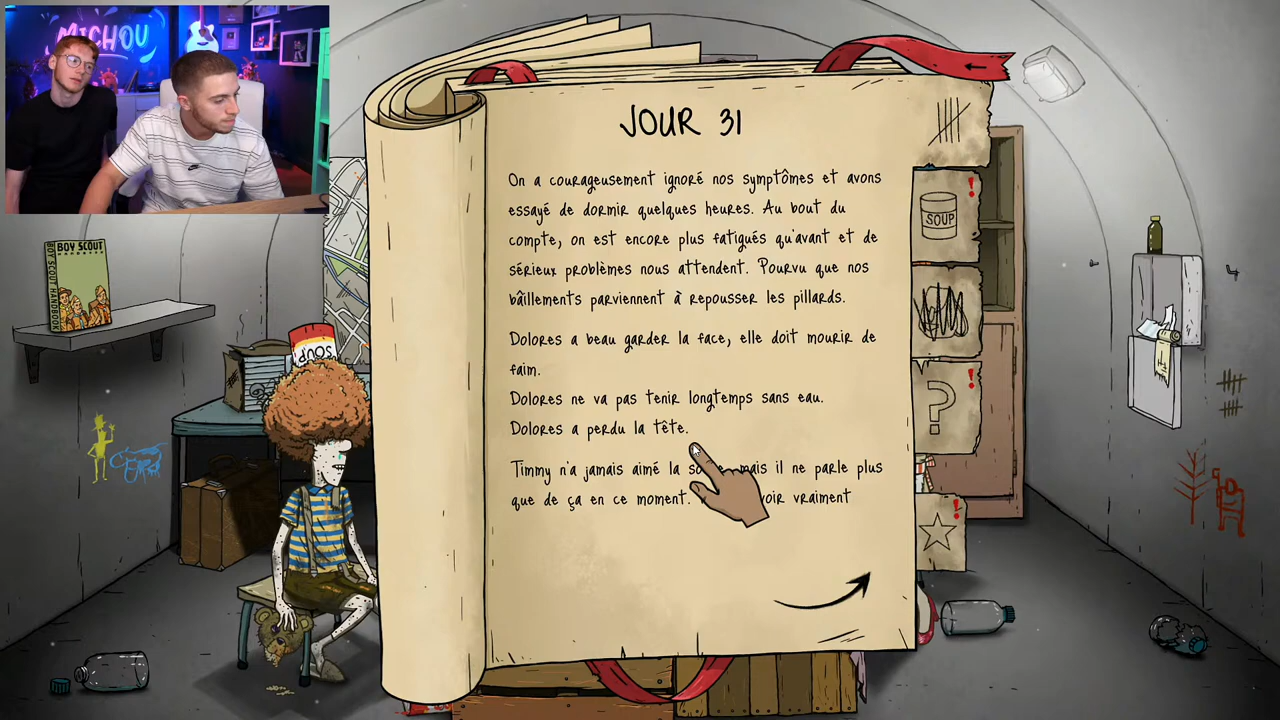 MICHOU
JOUR 31
On a courageusement ignoré nos symptômes et avons
essayé de dormir quelques heures. Au bout du
compte, on est encore plus fatigués qu'avant et de
sérieux problèmes nous attendent. Pourvu que nos
bâillements parviennent à repousser les pillards.
Dolores a beau garder la face, elle doit mourir de
faim.
Dolores ne va pas tenir longtemps sans eau.
Dolores a perdu la tête.
Timmy n'a jamais aimé la mais il ne parle plus
que de ça en ce moment. vraiment
SOUP
!
?
!
!
BOY SCOUT
HANDBOOK
BOY SCOUT HANDBOOK
SOUP